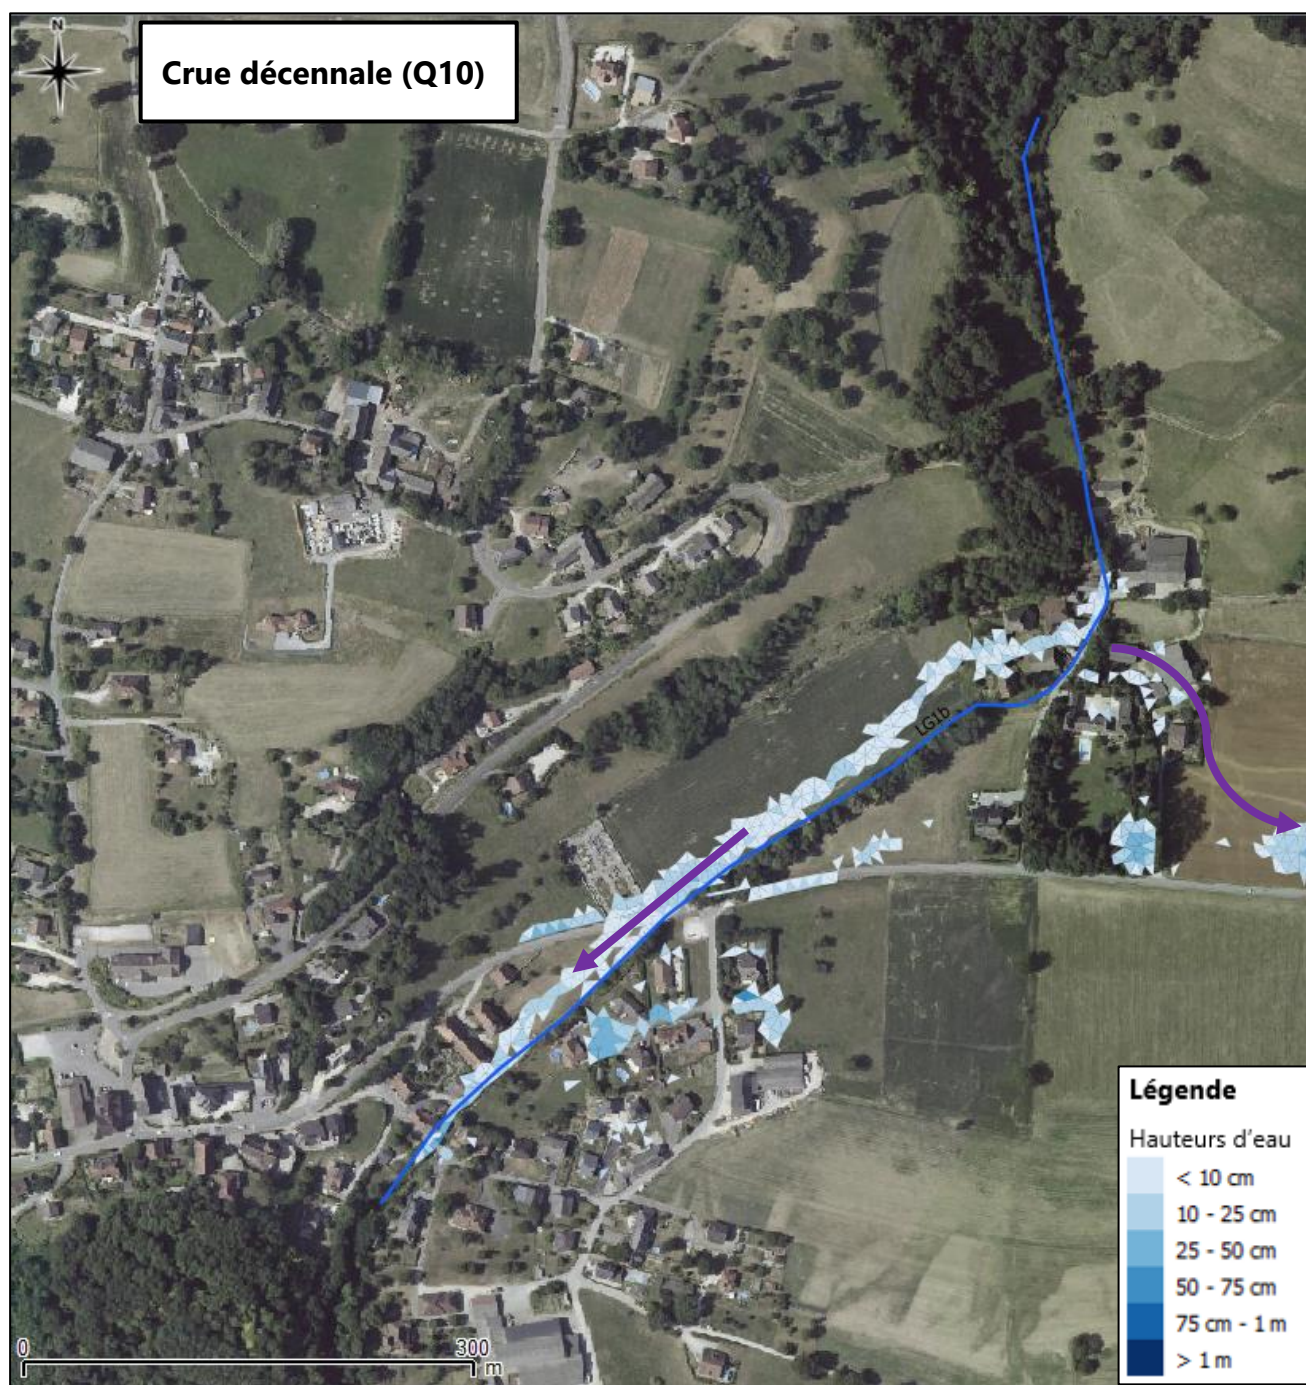 N
Crue décennale (Q10)
LG1b
Légende
Hauteurs d'eau
< 10 cm
10 - 25 cm
25 - 50 cm
50 - 75 cm
75 cm - 1 m
> 1 m
0 300
m